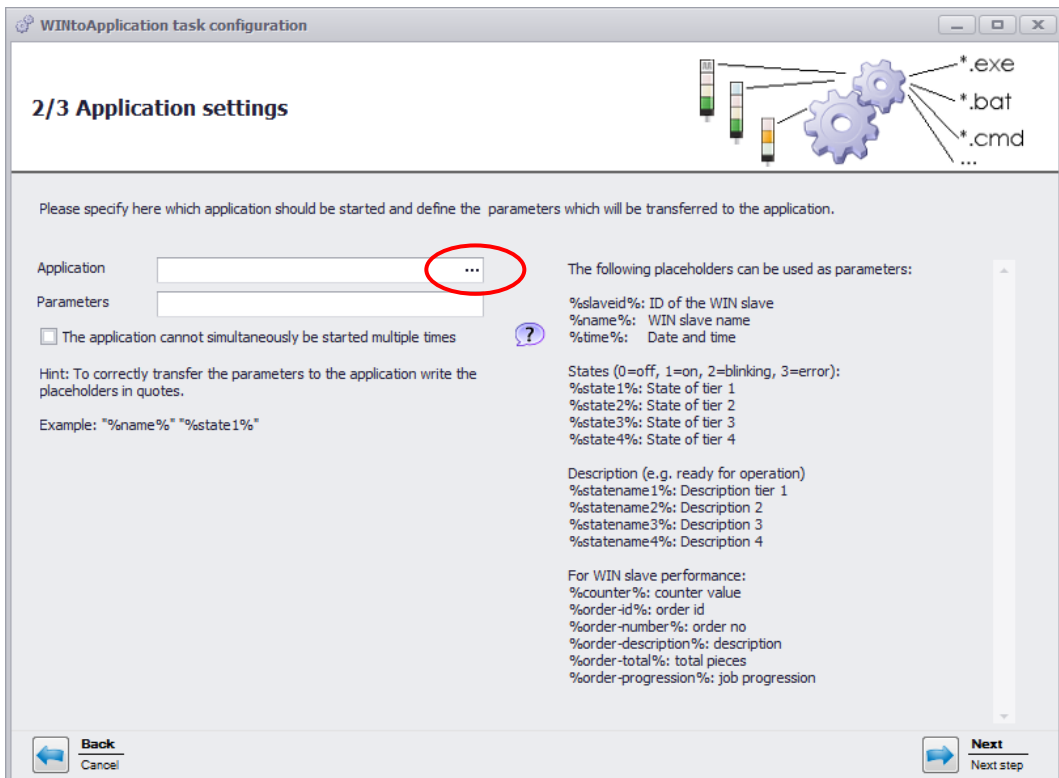 WINtoApplication task configuration
2/3 Application settings
*.exe
*.bat
*.cmd
...
Please specify here which application should be started and define the parameters which will be transferred to the application.
Application
...
Parameters
The application cannot simultaneously be started multiple times
?
Hint: To correctly transfer the parameters to the application write the
placeholders in quotes.
Example: "%name%" "%state1%"
The following placeholders can be used as parameters:
%slaveid%: ID of the WIN slave
%name%: WIN slave name
%time%: Date and time
States (0=off, 1=on, 2=blinking, 3=error):
%state1%: State of tier 1
%state2%: State of tier 2
%state3%: State of tier 3
%state4%: State of tier 4
Description (e.g. ready for operation)
%statename1%: Description tier 1
%statename2%: Description 2
%statename3%: Description 3
%statename4%: Description 4
For WIN slave performance:
%counter%: counter value
%order-id%: order id
%order-number%: order no
%order-description%: description
%order-total%: total pieces
%order-progression%: job progression
Back
Cancel
Next
Next step